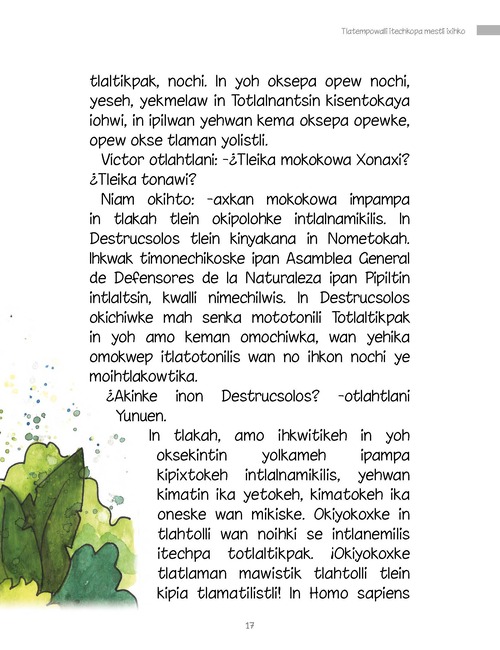 Tlatempowalli itechkopa mestli ixihko
tlaltikpak, nochi. In yoh oksepa opew nochi,
yeseh, yekmelaw in Totlalnantsin kisentokaya
iohwi, in ipilwan yehwan kema oksepa opewke,
opew okse tlaman yolistli.
Victor otlahtlani: -¿Tleika mokokowa Xonaxi?
¿Tleika tonawi?
Niam okihto: -axkan mokokowa impampa
in tlakah tlein okipolohke intlalnamikilis. In
Destrucsolos tlein kinyakana in Nometokah.
Ihkwak timonechikoske ipan Asamblea General
de Defensores de la Naturaleza ipan Pipiltin
intlaltsin, kwalli nimechilwis. In Destrucsolos
okichiwke mah senka mototonili Totlaltikpak
in yoh amo keman omochiwka, wan yehika
omokwep itlatotonilis wan no ihkon nochi ye
moihtlakowtika.
¿Akinke inon Destrucsolos? -otlahtlani
Yunuen.
In tlakah, amo ihkwitikeh in yoh
oksekintin yolkameh ipampa
kipixtokeh intlalnamikilis, yehwan
kimatin ika yetokeh, kimatokeh ika
oneske wan mikiske. Okiyokoxke in
tlahtolli wan noihki se intlanemilis
itechpa totlaltikpak. ¡Okiyokoxke
tlatlaman mawistik tlahtolli tlein
kipia tlamatilistli! In Homo sapiens
17